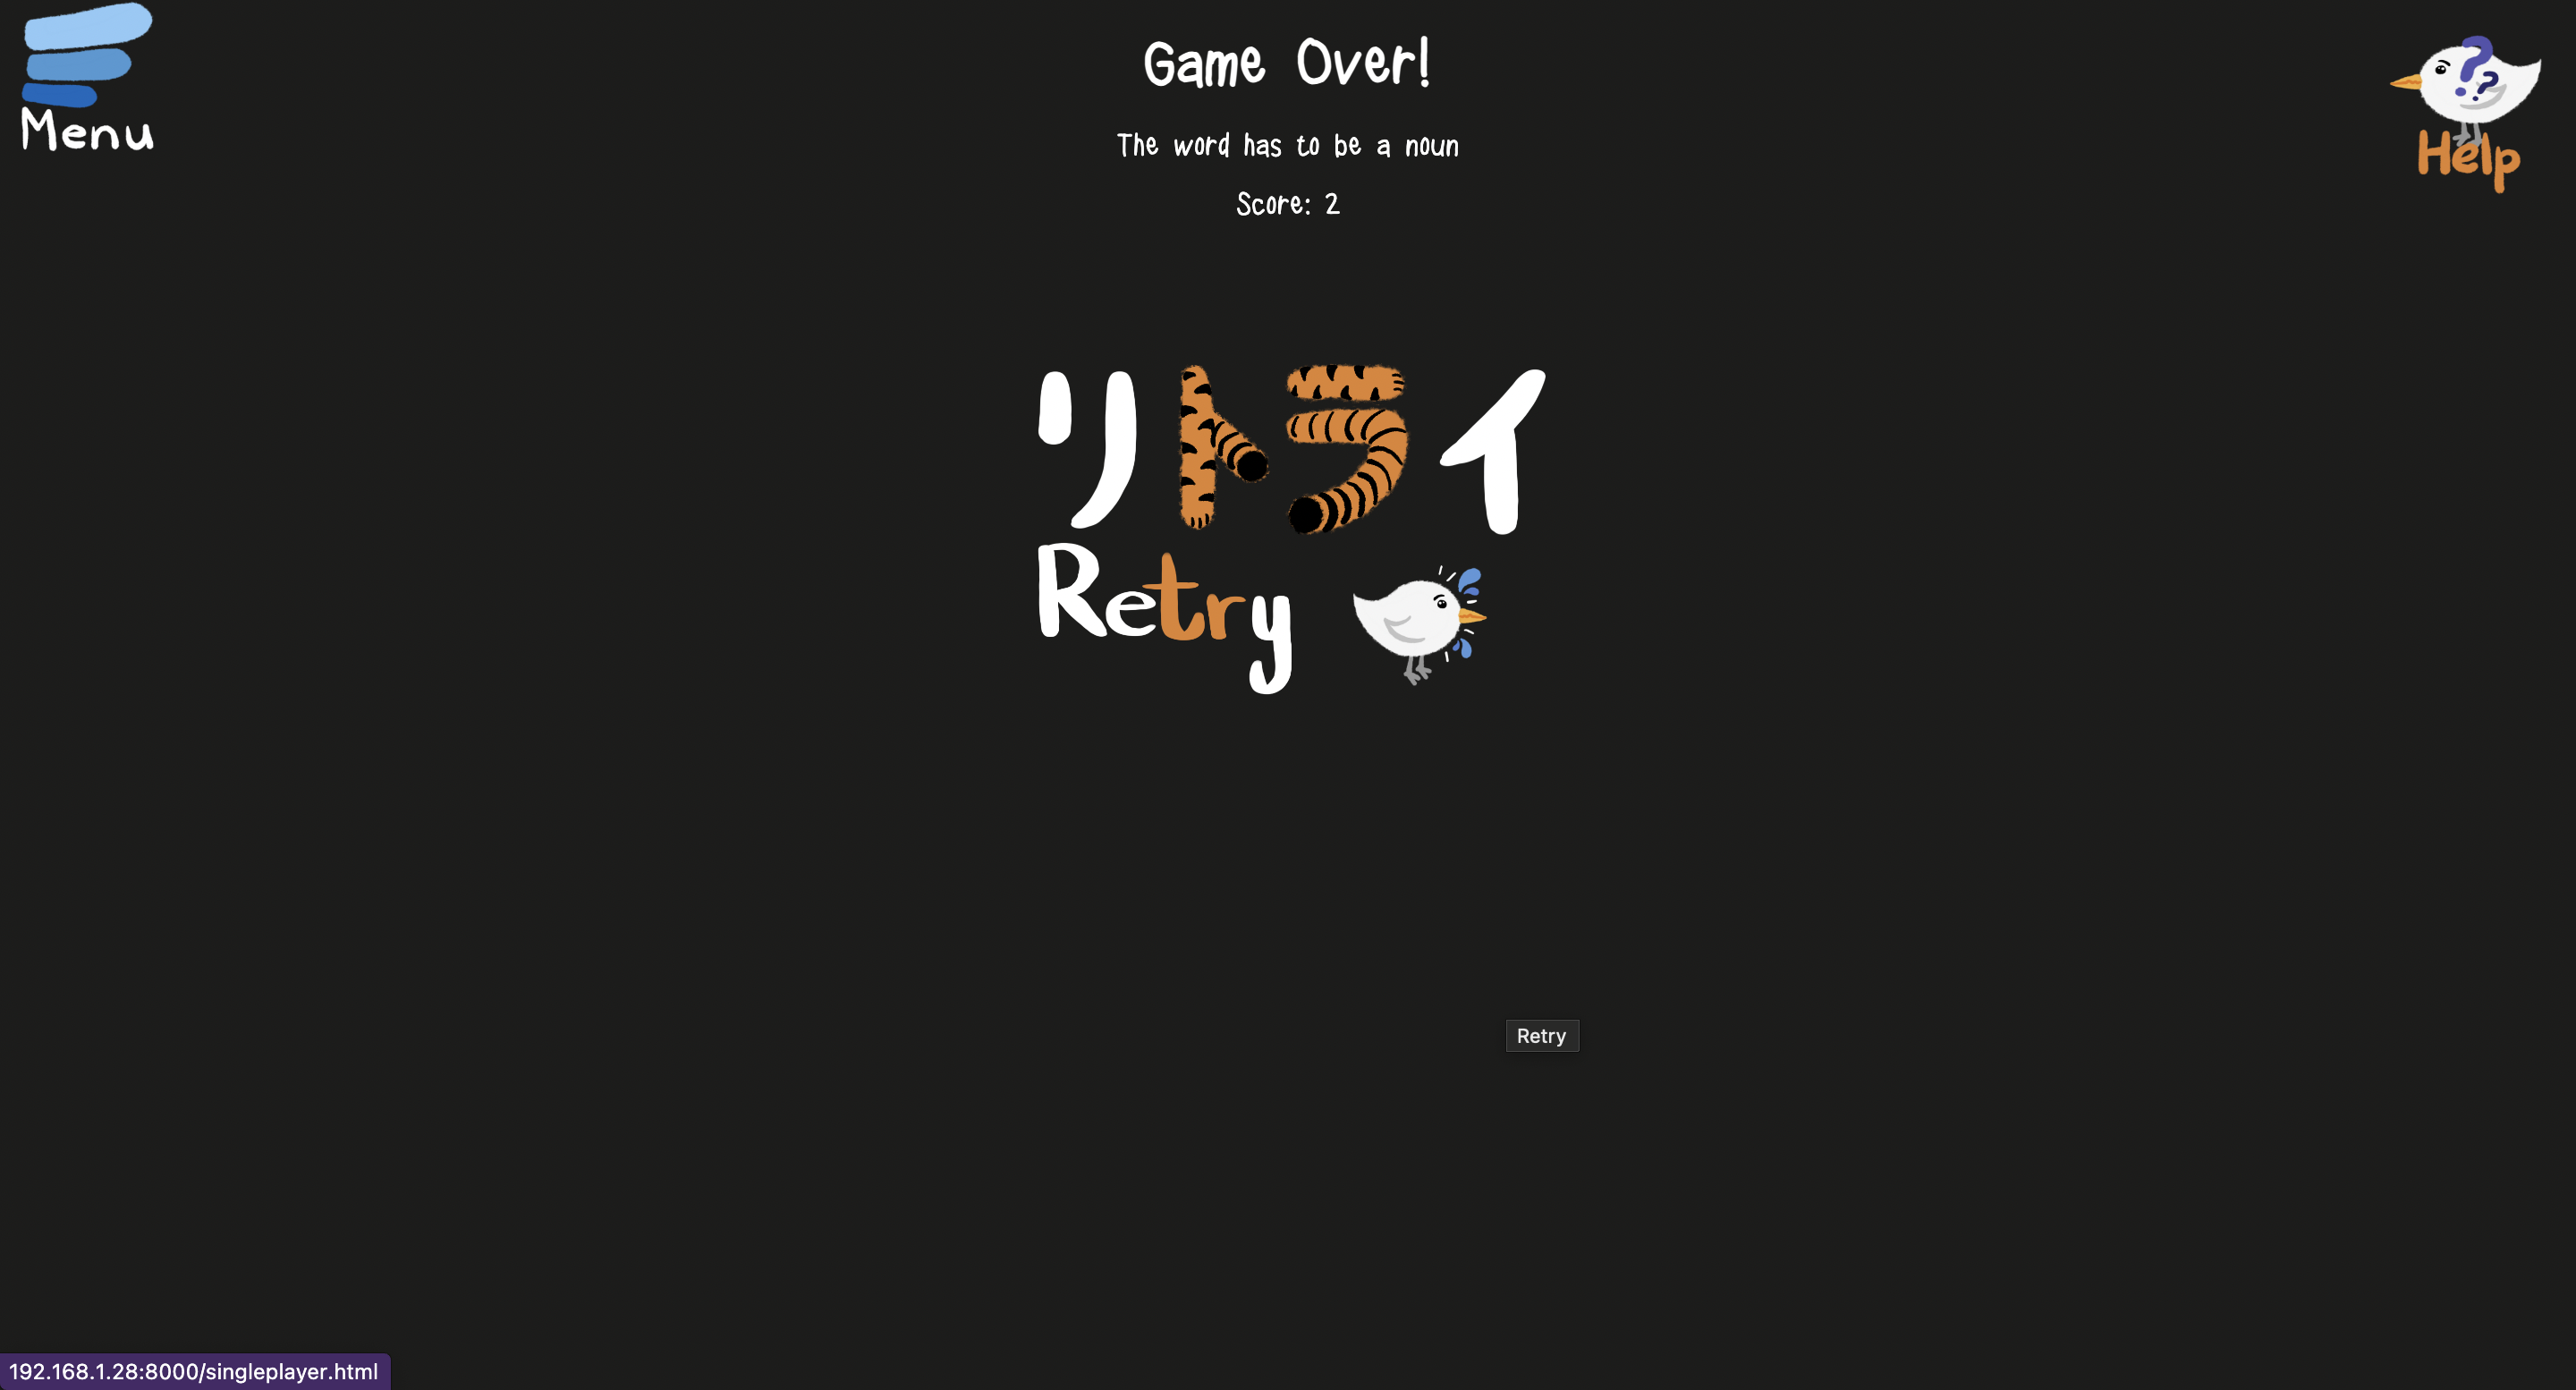 Menu
Game Over!
The word has to be a noun
Score: 2
??
Help
リトライ
Retry
Retry
192.168.1.28:8000/singleplayer.html